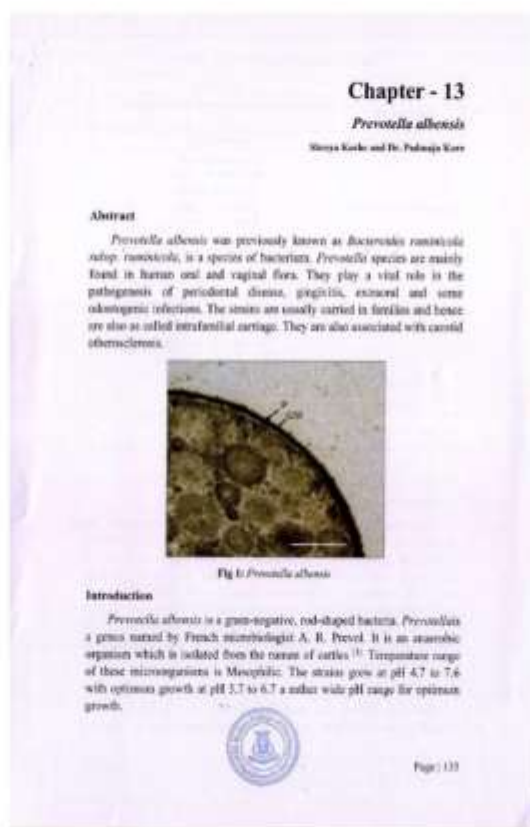 Chapter - 13
Prevotella albensis
Shreya Kathe and Dr. Padmaja Kore
Abstract
Prevotella albensis was previously known as Bacteroides ruminicola
subsp. ruminicola, is a species of bacterium. Prevotella species are mainly
found in human oral and vaginal flora. They play a vital role in the
pathogenesis of periodontal disease, gingivitis, extraoral and some
odontogenic infections. The strains are usually carried in families and hence
are also as called intrafamilial carriage. They are also associated with carotid
atherosclerosis.
Fig 1: Prevotella albensis
Introduction
Prevotella albensis is a gram-negative, rod-shaped bacteria. Prevotellais
a genus named by French microbiologist A. R. Prevot. It is an anaerobic
organism which is isolated from the rumen of cattles
Temperature range
of these microorganisms is Mesophilic. The strains grow at pH 4.7 to 7.6
with optimum growth at pH 5.7 to 6.7 a rather wide pH range for optimum
growth.
Page | 135